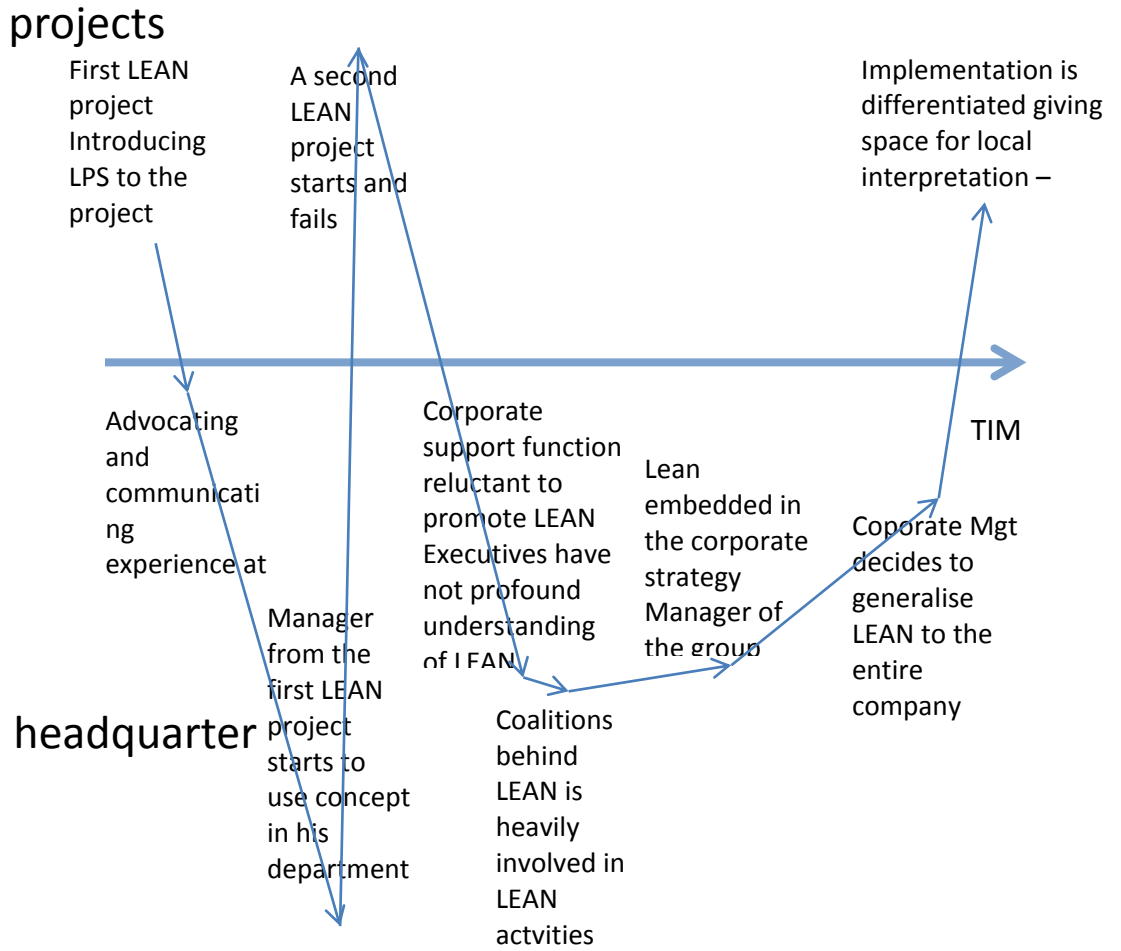 projects
First LEAN
project
Introducing
LPS to the
project
A second
LEAN
project
starts and
fails
Implementation is
differentiated giving
space for local
interpretation –
TIM
Advocating
and
communicati
ng
experience at
Manager
from the
first LEAN
project
starts to
use concept
in his
department
Corporate
support function
reluctant to
promote LEAN
Executives have
not profound
understanding
of LEAN
Coalitions
behind
LEAN is
heavily
involved in
LEAN
actvities
Lean
embedded in
the corporate
strategy
Manager of
the group
Coporate Mgt
decides to
generalise
LEAN to the
entire
company
headquarter